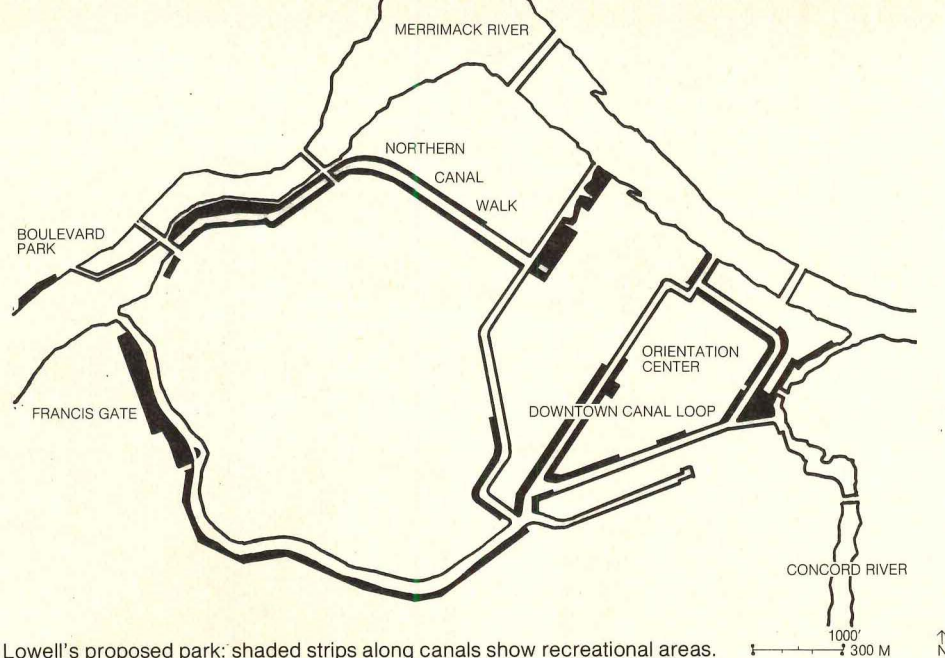 MERRIMACK RIVER
NORTHERN
CANAL
WALK
BOULEVARD
PARK
ORIENTATION
CENTER
FRANCIS GATE
DOWNTOWN CANAL LOOP
CONCORD RIVER
Lowell's proposed park: shaded strips along canals show recreational areas.
1000'
300 M
N